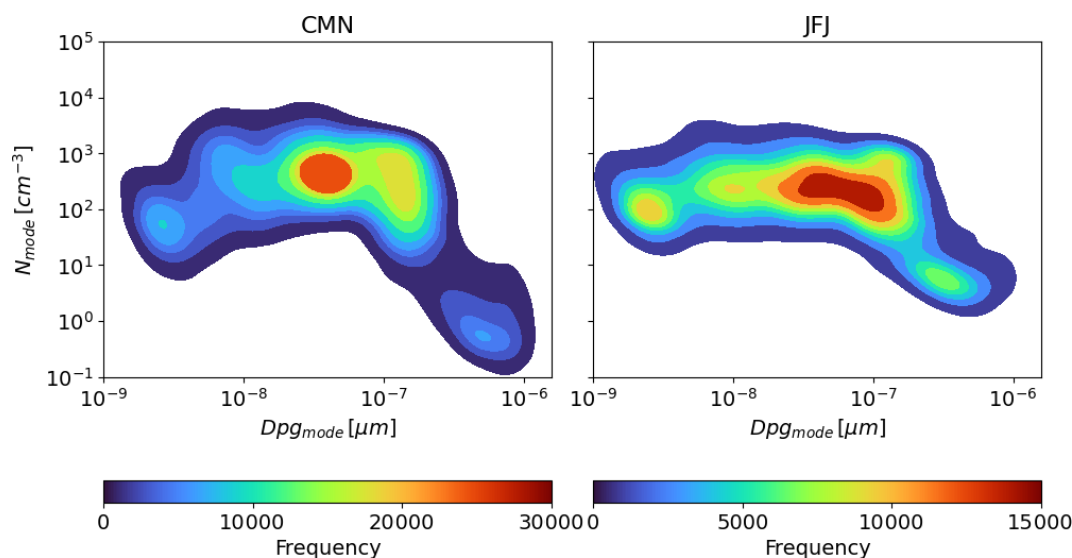 CMN
JFJ
10^5
10^4
10^3
10^2
10^1
10^0
10^-1
N_mode [cm^-3]
10^-9 10^-8 10^-7 10^-6
10^-9 10^-8 10^-7 10^-6
Dpg_mode [μm]
Dpg_mode [μm]
0 10000 20000 30000
0 5000 10000 15000
Frequency
Frequency